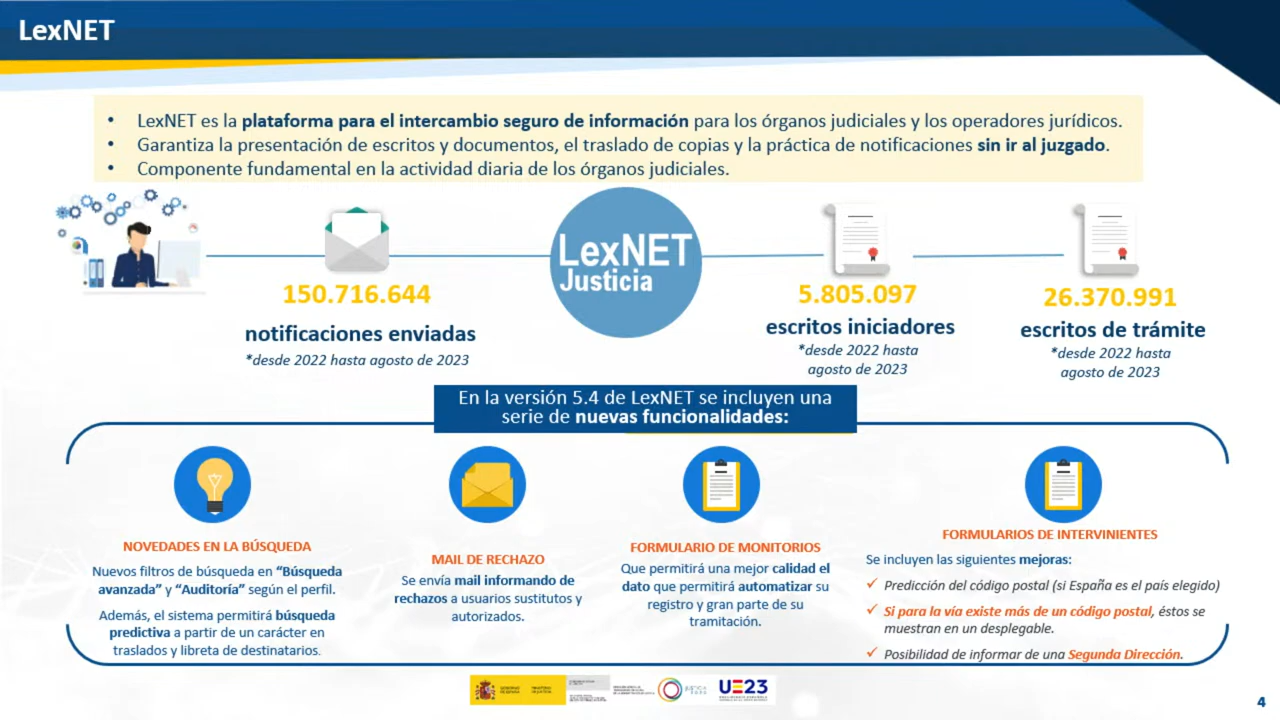 LexNET
• LexNET es la plataforma para el intercambio seguro de información para los órganos judiciales y los operadores jurídicos.
• Garantiza la presentación de escritos y documentos, el traslado de copias y la práctica de notificaciones sin ir al juzgado.
• Componente fundamental en la actividad diaria de los órganos judiciales.
LexNET
Justicia
150.716.644
notificaciones enviadas
*desde 2022 hasta agosto de 2023
5.805.097
escritos iniciadores
*desde 2022 hasta
agosto de 2023
26.370.991
escritos de trámite
*desde 2022 hasta
agosto de 2023
En la versión 5.4 de LexNET se incluyen una
serie de nuevas funcionalidades:
NOVEDADES EN LA BÚSQUEDA
Nuevos filtros de búsqueda en “Búsqueda
avanzada” y “Auditoría” según el perfil.
Además, el sistema permitirá búsqueda
predictiva a partir de un carácter en
traslados y libreta de destinatarios.
MAIL DE RECHAZO
Se envía mail informando de
rechazos a usuarios sustitutos y
autorizados.
FORMULARIO DE MONITORIOS
Que permitirá una mejor calidad el
dato que permitirá automatizar su
registro y gran parte de su
tramitación.
FORMULARIOS DE INTERVINIENTES
Se incluyen las siguientes mejoras:
✓ Predicción del código postal (si España es el país elegido)
✓ Si para la vía existe más de un código postal, éstos se
muestran en un desplegable.
✓ Posibilidad de informar de una Segunda Dirección.
UE23
4